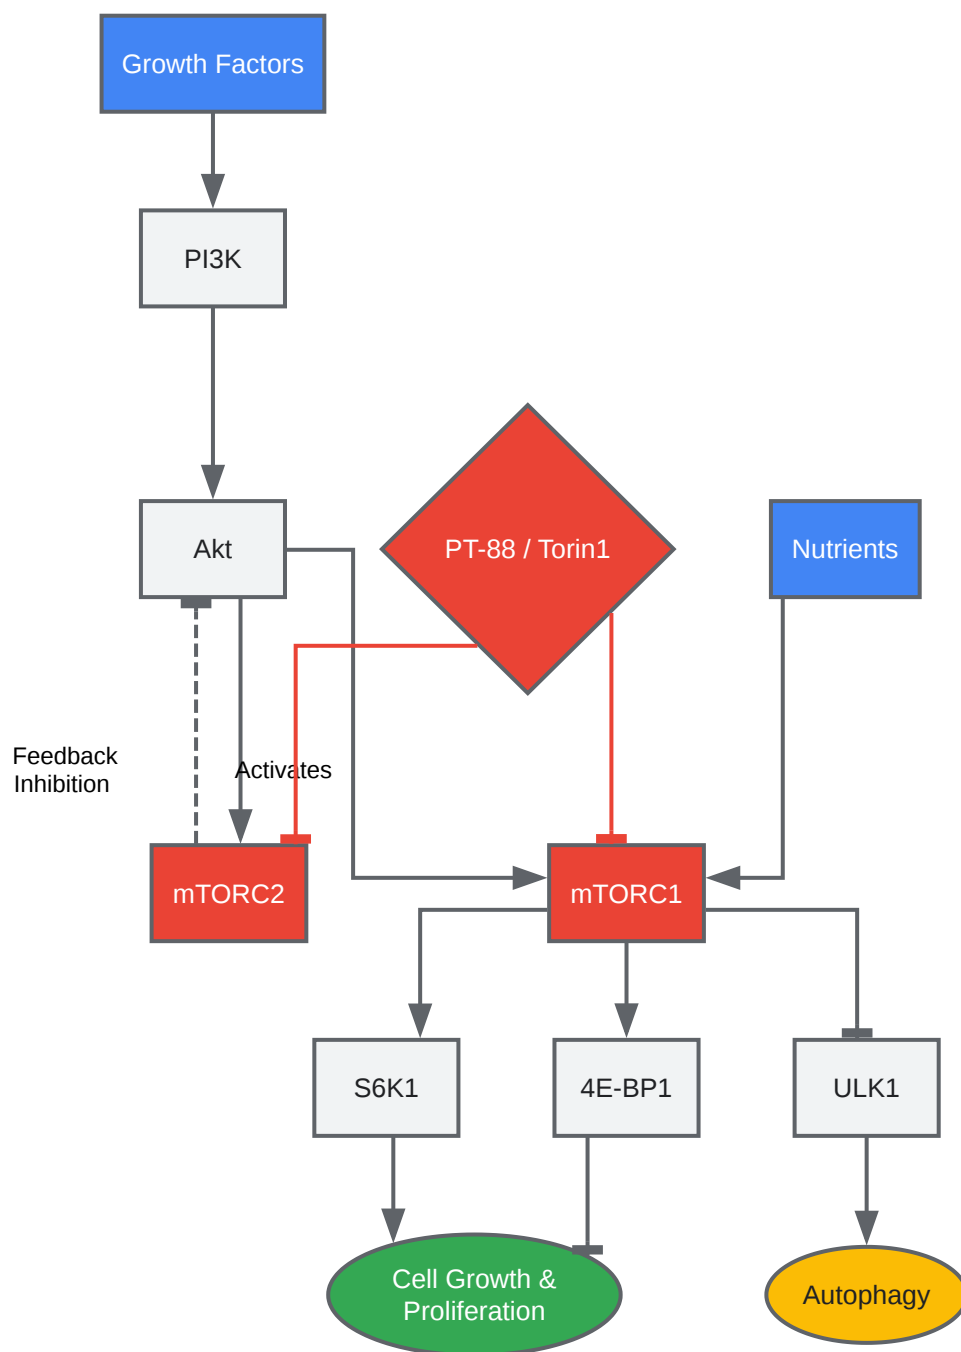 Growth Factors
PI3K
Akt
PT-88 / Torin1
Nutrients
Feedback
Inhibition
Activates
mTORC2
mTORC1
S6K1
4E-BP1
ULK1
Cell Growth &
Proliferation
Autophagy